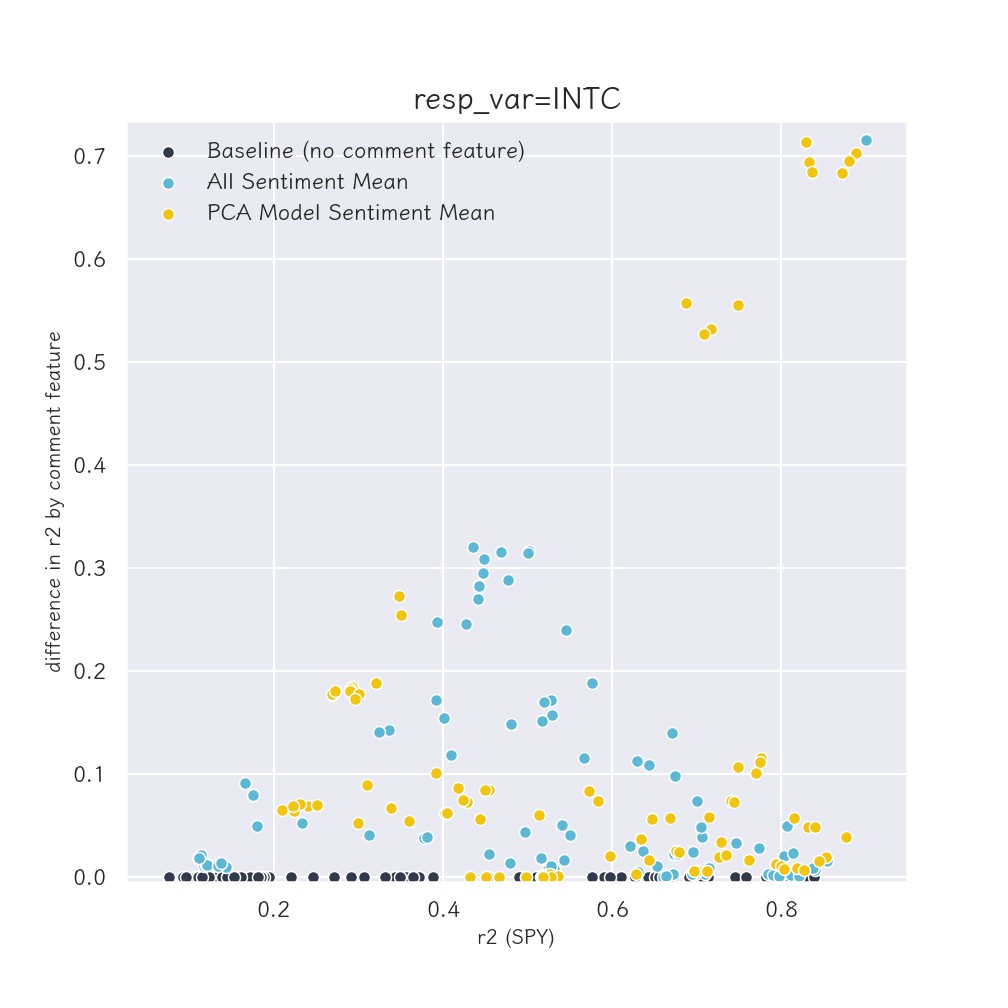 resp_var=INTC
Baseline (no comment feature)
All Sentiment Mean
PCA Model Sentiment Mean
difference in r2 by comment feature
0.7
0.6
0.5
0.4
0.3
0.2
0.1
0.0
0.2 0.4 0.6 0.8
r2 (SPY)